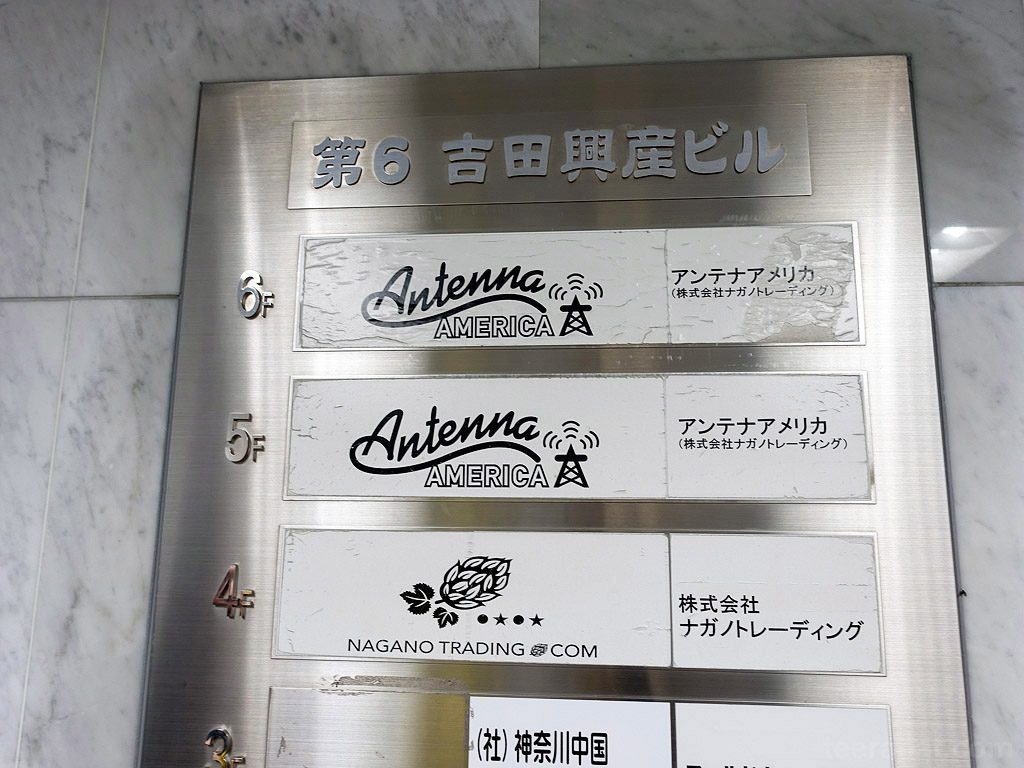 第6 吉田興産ビル
6F
Antenna
AMERICA
アンテナアメリカ
(株式会社ナガノトレーディング)
5F
Antenna
AMERICA
アンテナアメリカ
(株式会社ナガノトレーディング)
4F
NAGANO TRADING COM
株式会社
ナガノトレーディング
3F
(社)神奈川中国